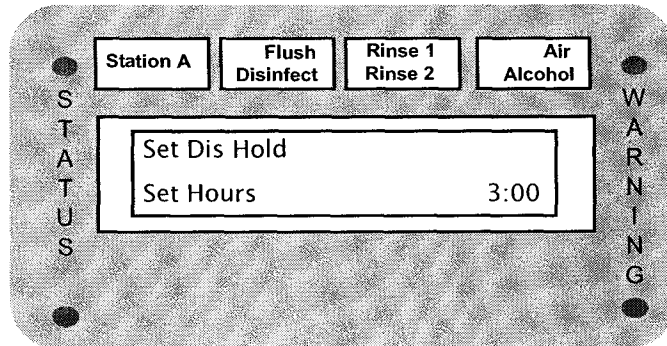 Station A
Flush
Disinfect
Rinse 1
Rinse 2
Air
Alcohol
STATUS
Set Dis Hold
Set Hours 3:00
WARNING